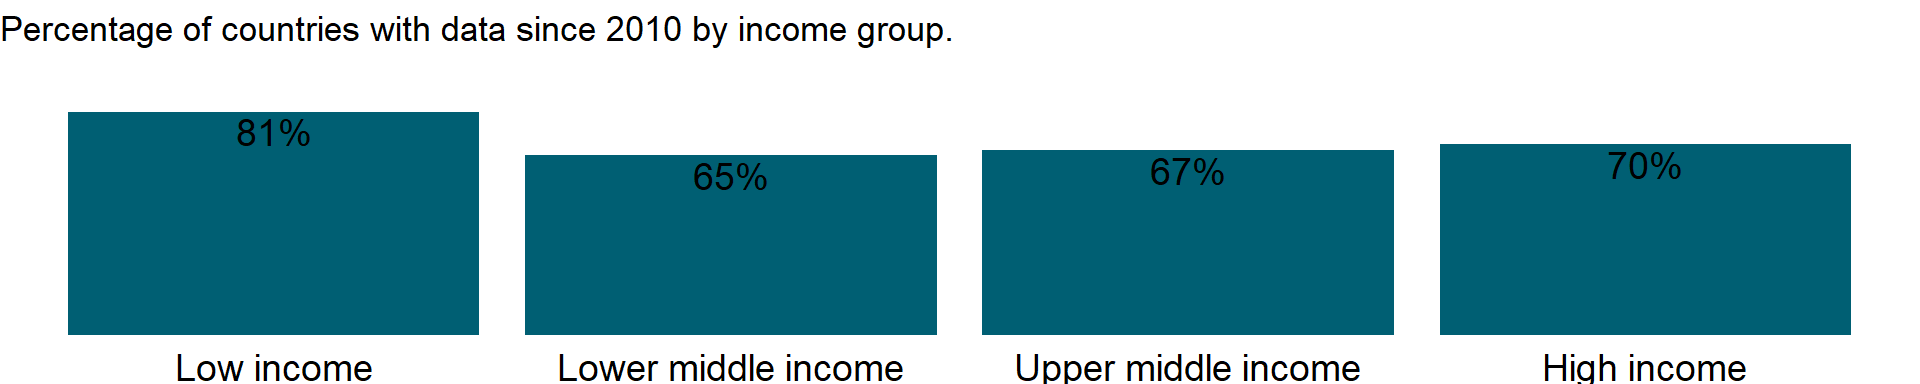 Percentage of countries with data since 2010 by income group.
81%
65%
67%
70%
Low income
Lower middle income
Upper middle income
High income